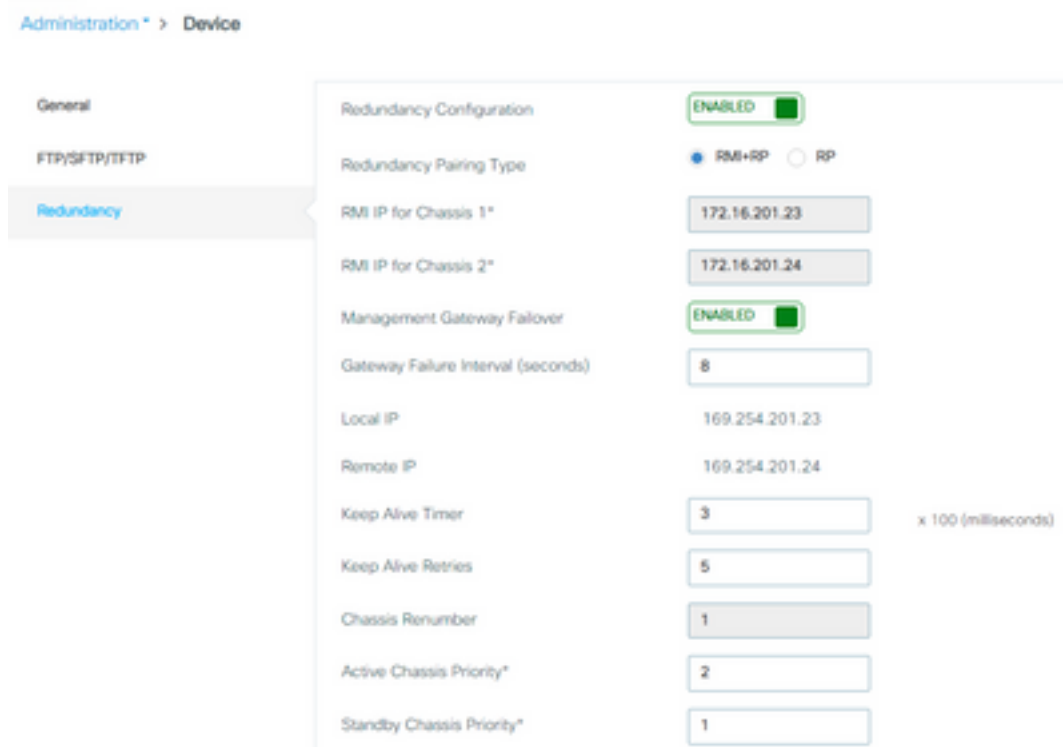 Administration * > Device
General
FTP/SFTP/TFTP
Redundancy
Redundancy Configuration ENABLED
Redundancy Pairing Type RMI+RP RP
RMI IP for Chassis 1* 172.16.201.23
RMI IP for Chassis 2* 172.16.201.24
Management Gateway Failover ENABLED
Gateway Failure Interval (seconds) 8
Local IP 169.254.201.23
Remote IP 169.254.201.24
Keep Alive Timer 3 x 100 (milliseconds)
Keep Alive Retries 5
Chassis Renumber 1
Active Chassis Priority* 2
Standby Chassis Priority* 1